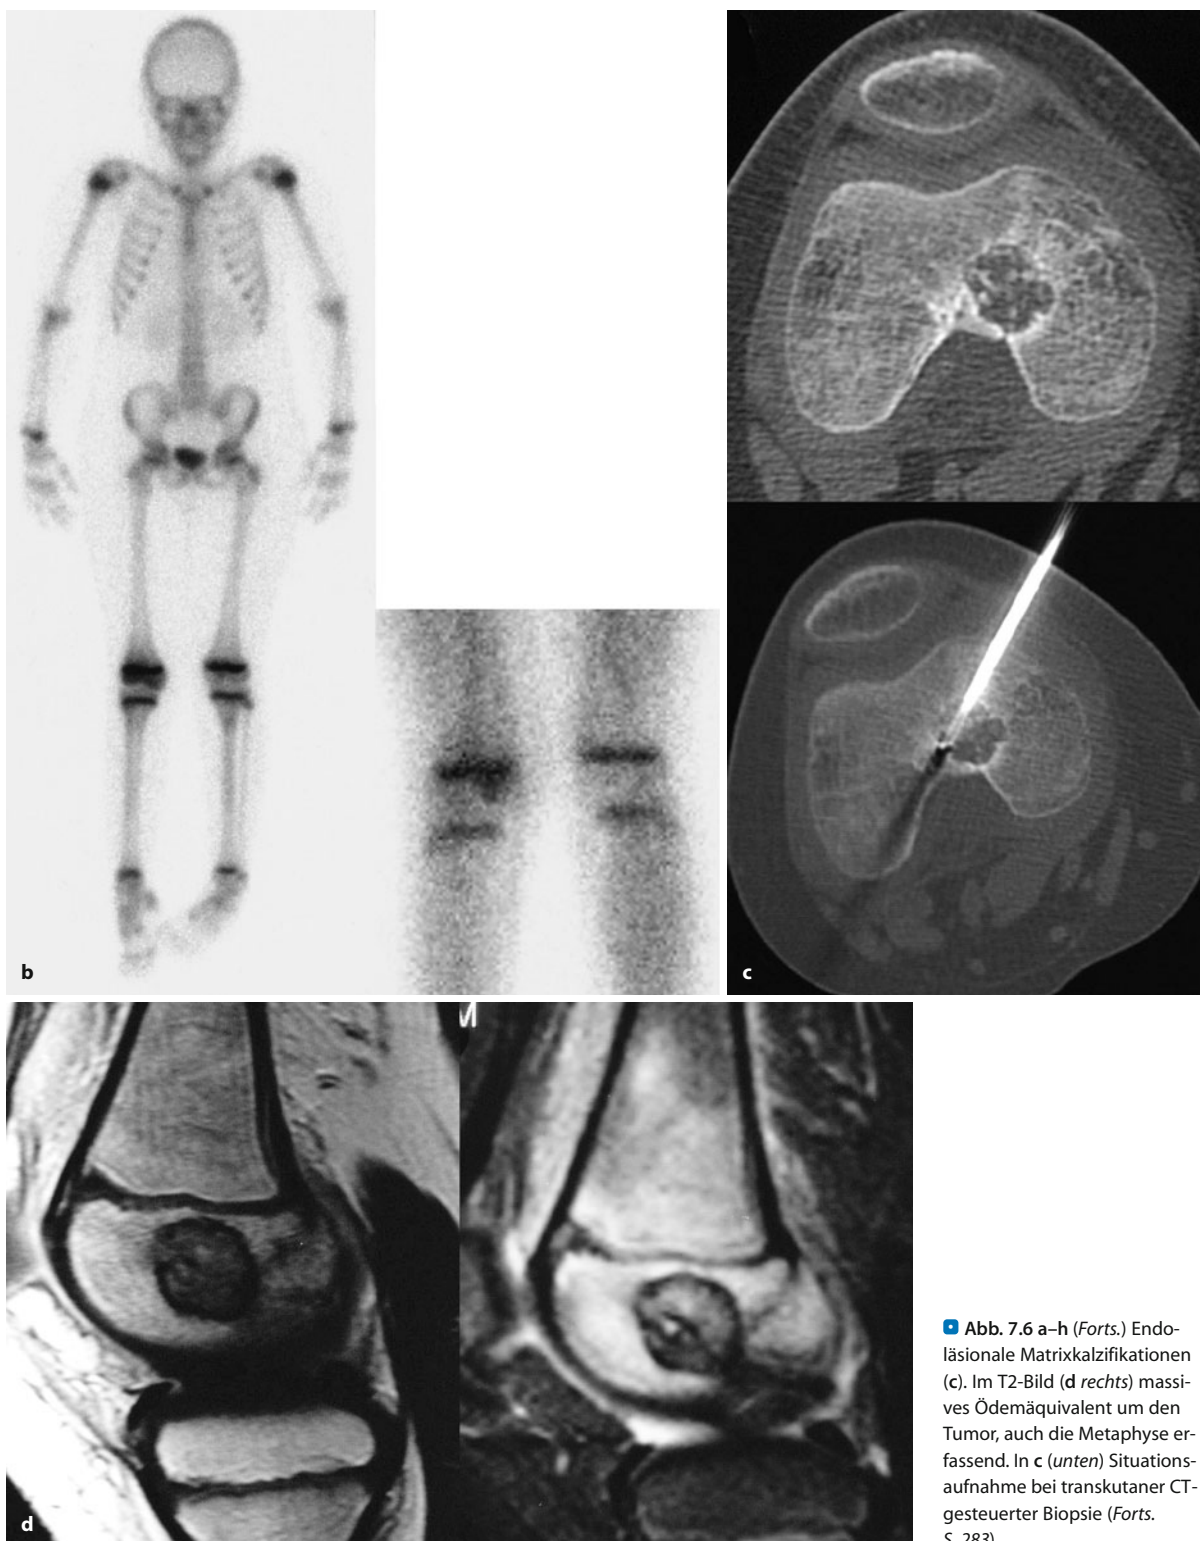 b
c
M
d
Abb. 7.6 a–h (Forts.) Endo-
läsionale Matrixkalzifikationen
(c). Im T2-Bild (d rechts) massi-
ves Ödemäquivalent um den
Tumor, auch die Metaphyse er-
fassend. In c (unten) Situations-
aufnahme bei transkutaner CT-
gesteuerter Biopsie (Forts.
S. 283)